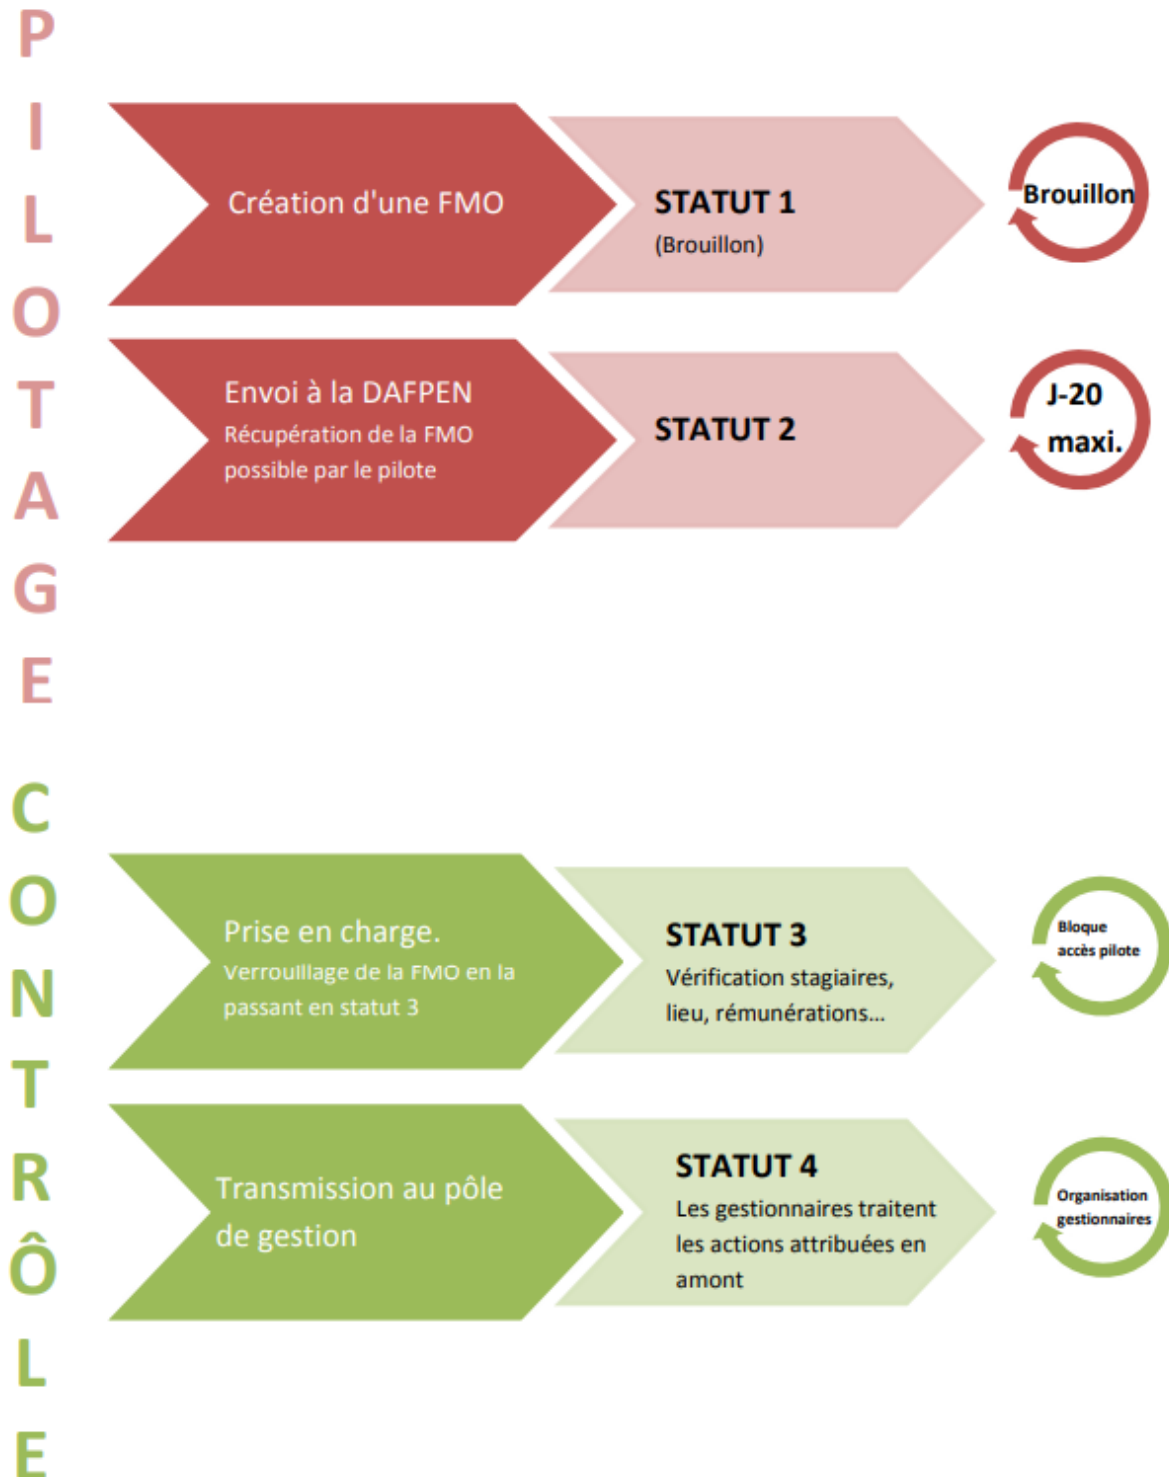 PILOTAGE
Création d'une FMO
STATUT 1
(Brouillon)
Brouillon
Envoi à la DAFPEN
Récupération de la FMO
possible par le pilote
STATUT 2
J-20
maxi.
CONTRÔLE
Prise en charge.
Verrouillage de la FMO en la
passant en statut 3
STATUT 3
Vérification stagiaires,
lieu, rémunérations...
Bloque
accès pilote
Transmission au pôle
de gestion
STATUT 4
Les gestionnaires traitent
les actions attribuées en
amont
Organisation
gestionnaires